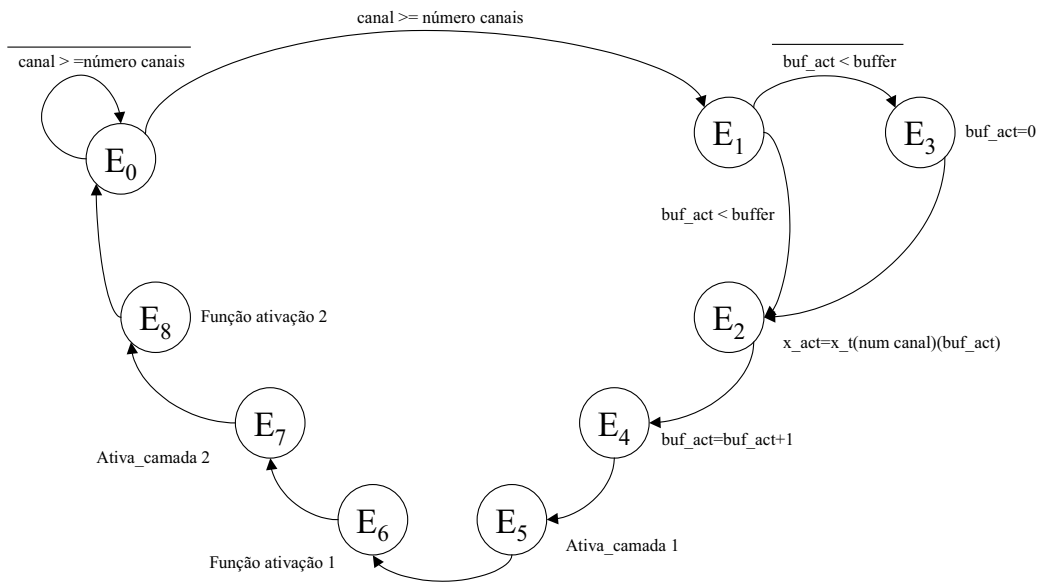 canal >= número canais
canal > =número canais
buf_act < buffer
E0
E1
E3
buf_act=0
buf_act < buffer
E8
Função ativação 2
E2
x_act=x_t(num canal)(buf_act)
E7
E4
buf_act=buf_act+1
Ativa_camada 2
E6
E5
Ativa_camada 1
Função ativação 1